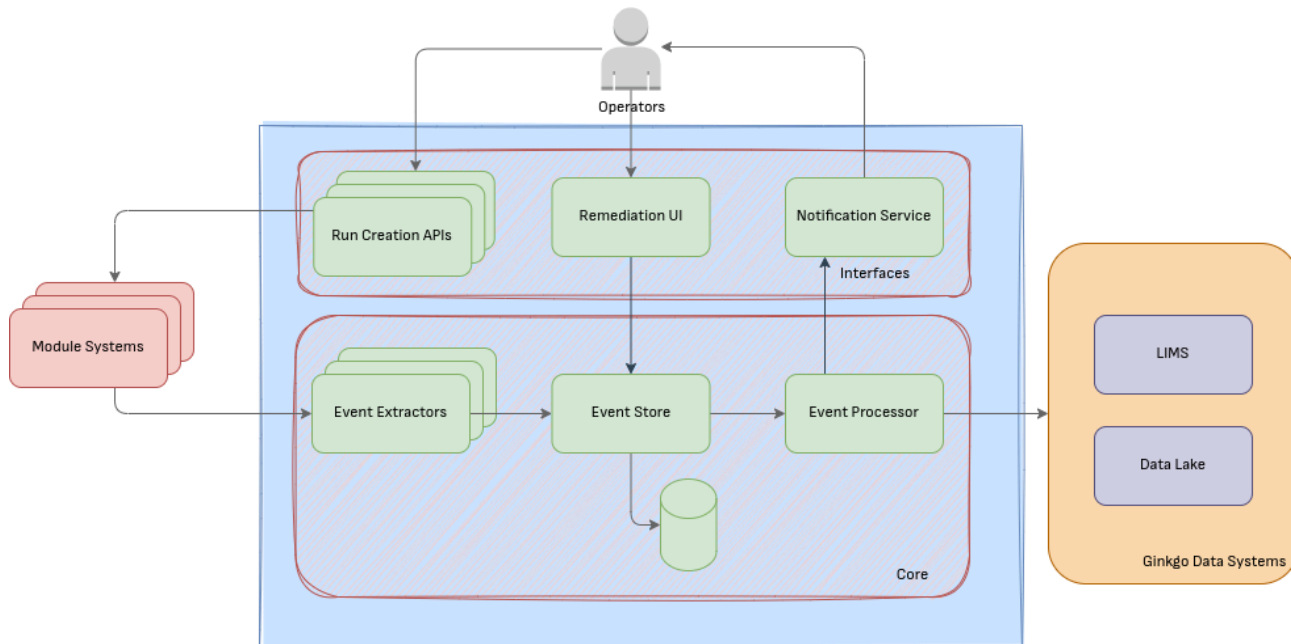 Operators
Run Creation APIs
Remediation UI
Notification Service
Interfaces
Module Systems
Event Extractors
Event Store
Event Processor
LIMS
Data Lake
Core
Ginkgo Data Systems